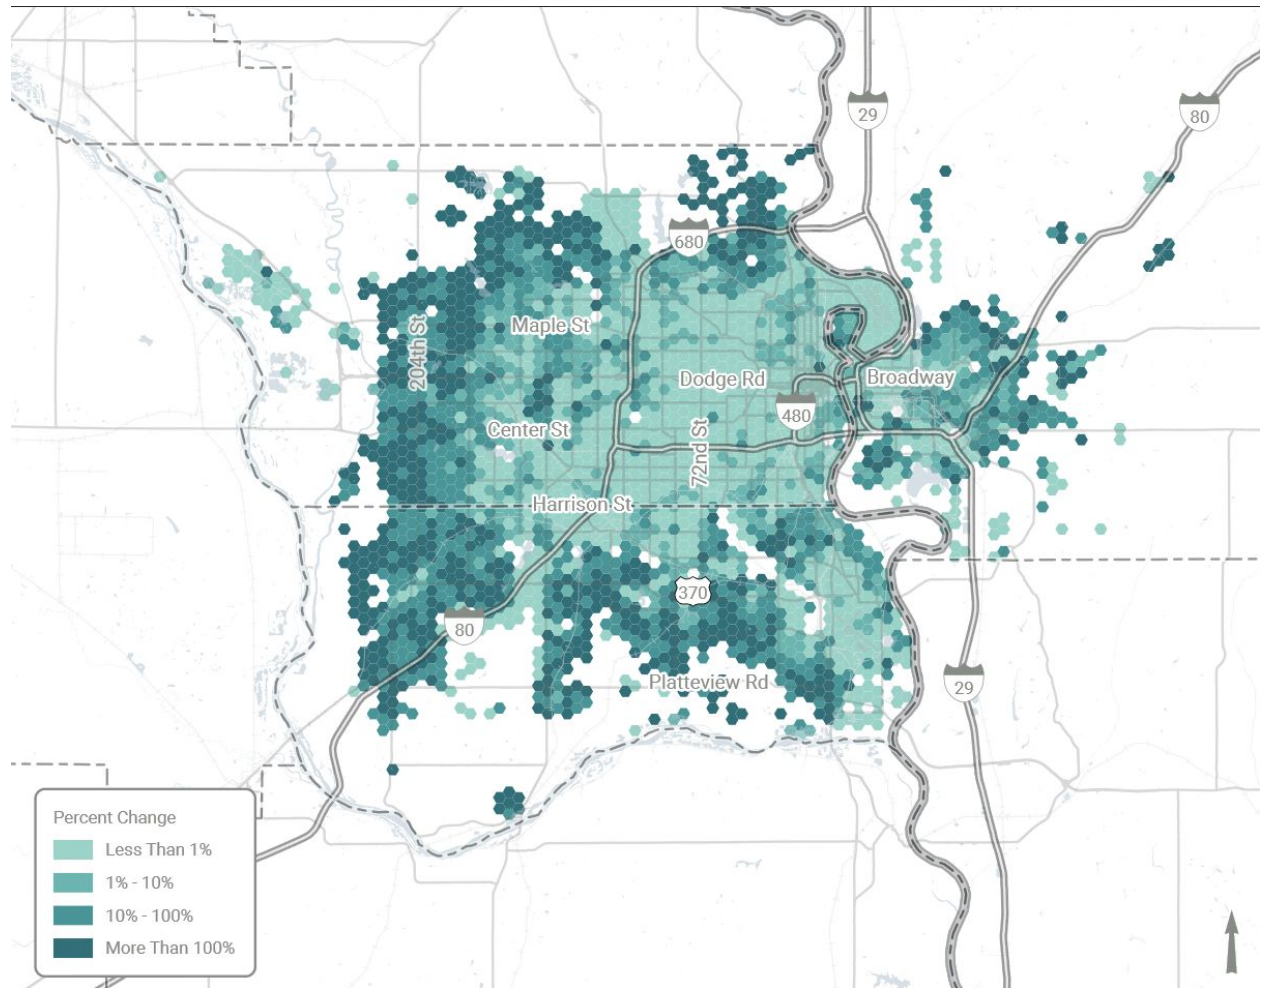 29
80
680
Maple St
204th St
Dodge Rd
Broadway
480
Center St
72nd St
Harrison St
370
80
Platteview Rd
29
Percent Change
Less Than 1%
1% - 10%
10% - 100%
More Than 100%